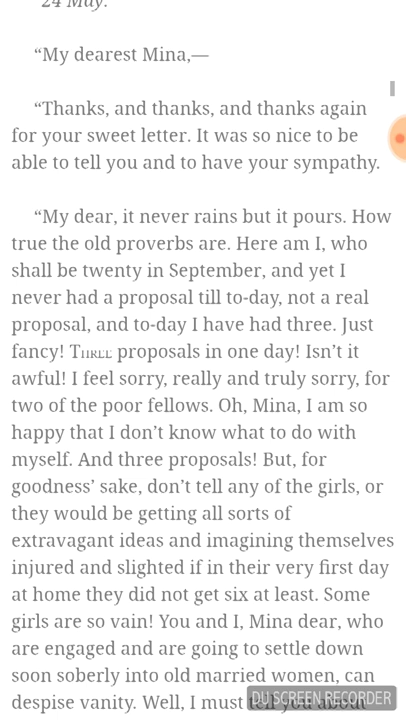 24 May.
“My dearest Mina,—
“Thanks, and thanks, and thanks again
for your sweet letter. It was so nice to be
able to tell you and to have your sympathy.
“My dear, it never rains but it pours. How
true the old proverbs are. Here am I, who
shall be twenty in September, and yet I
never had a proposal till to-day, not a real
proposal, and to-day I have had three. Just
fancy! THREE proposals in one day! Isn’t it
awful! I feel sorry, really and truly sorry, for
two of the poor fellows. Oh, Mina, I am so
happy that I don’t know what to do with
myself. And three proposals! But, for
goodness’ sake, don’t tell any of the girls, or
they would be getting all sorts of
extravagant ideas and imagining themselves
injured and slighted if in their very first day
at home they did not get six at least. Some
girls are so vain! You and I, Mina dear, who
are engaged and are going to settle down
soon soberly into old married women, can
despise vanity. Well, I must tell you about
DU SCREEN RECORDER